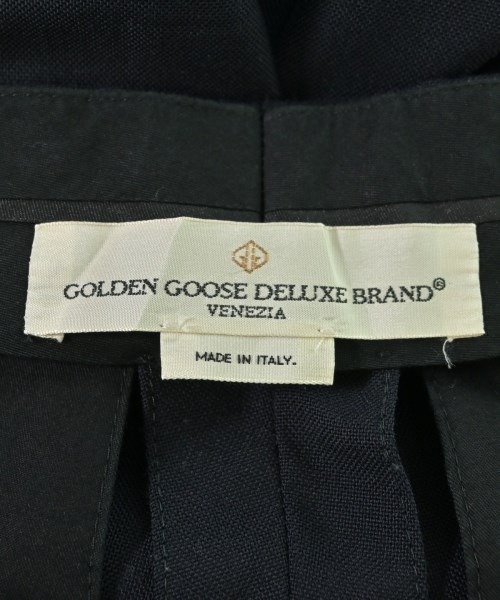 GOLDEN GOOSE DELUXE BRAND®
VENEZIA
MADE IN ITALY.